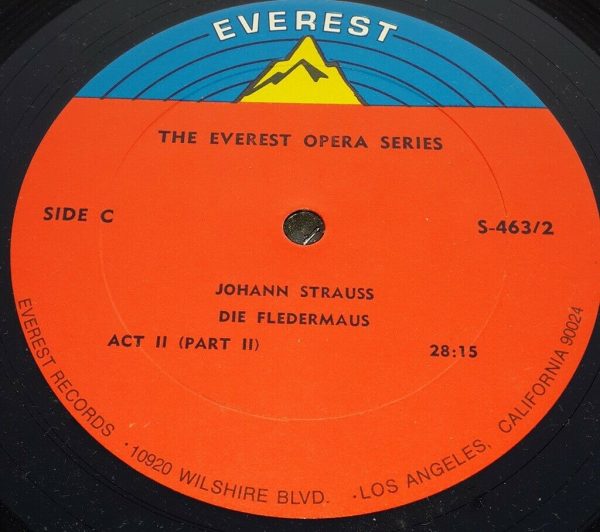 EVEREST
THE EVEREST OPERA SERIES
SIDE C
S-463/2
JOHANN STRAUSS
DIE FLEDERMAUS
ACT II (PART II)
28:15
EVEREST RECORDS · 10920 WILSHIRE BLVD. · LOS ANGELES, CALIFORNIA 90024